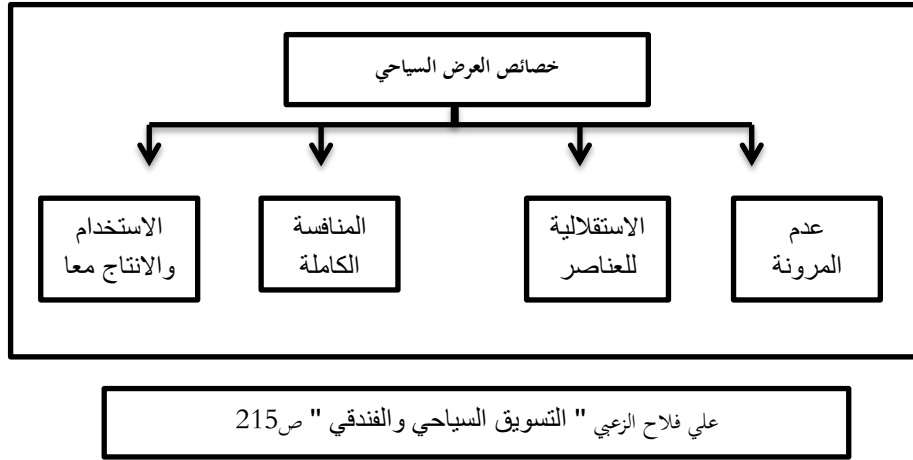 خصائص العرض السياحي
عدم
المرونة
الاستقلالية
للعناصر
المنافسة
الكاملة
الاستخدام
والانتاج معا
علي فلاح الزعبي " التسويق السياحي والفندقي " ص215